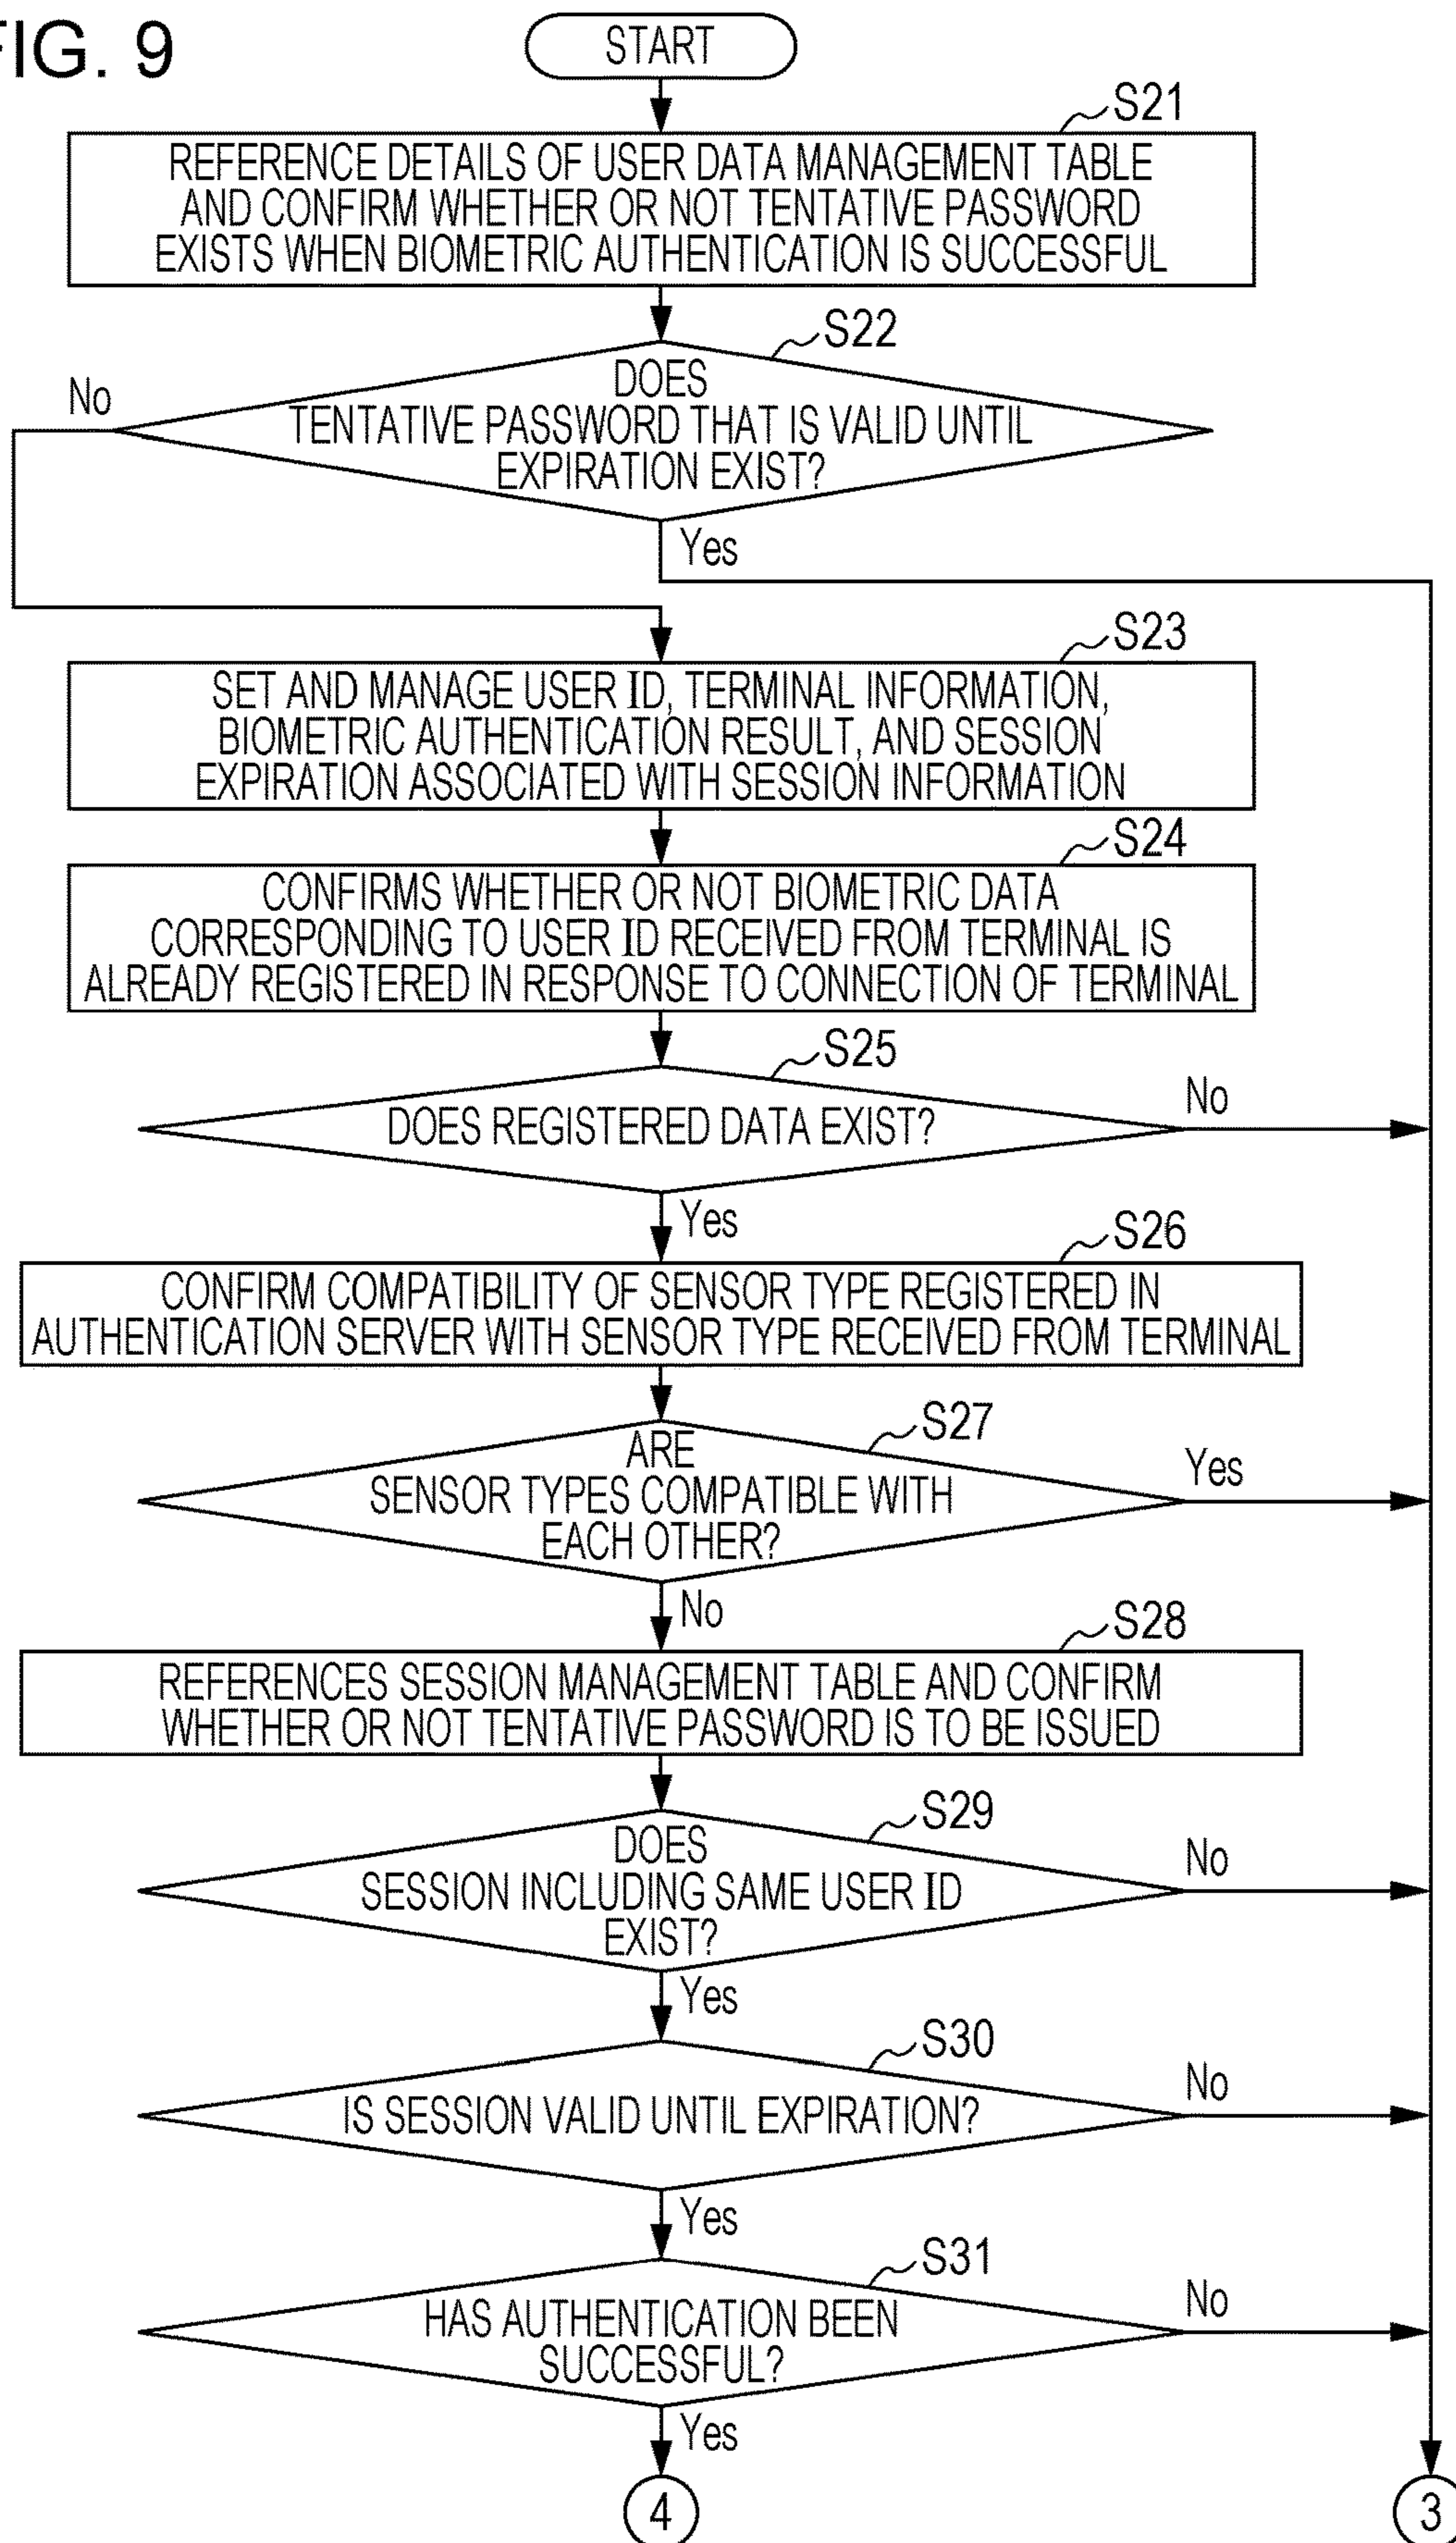 FIG. 9
START
S21
REFERENCE DETAILS OF USER DATA MANAGEMENT TABLE
AND CONFIRM WHETHER OR NOT TENTATIVE PASSWORD
EXISTS WHEN BIOMETRIC AUTHENTICATION IS SUCCESSFUL
S22
DOES
TENTATIVE PASSWORD THAT IS VALID UNTIL
EXPIRATION EXIST?
No
Yes
S23
SET AND MANAGE USER ID, TERMINAL INFORMATION,
BIOMETRIC AUTHENTICATION RESULT, AND SESSION
EXPIRATION ASSOCIATED WITH SESSION INFORMATION
S24
CONFIRMS WHETHER OR NOT BIOMETRIC DATA
CORRESPONDING TO USER ID RECEIVED FROM TERMINAL IS
ALREADY REGISTERED IN RESPONSE TO CONNECTION OF TERMINAL
S25
DOES REGISTERED DATA EXIST?
No
Yes
S26
CONFIRM COMPATIBILITY OF SENSOR TYPE REGISTERED IN
AUTHENTICATION SERVER WITH SENSOR TYPE RECEIVED FROM TERMINAL
S27
ARE
SENSOR TYPES COMPATIBLE WITH
EACH OTHER?
Yes
No
S28
REFERENCES SESSION MANAGEMENT TABLE AND CONFIRM
WHETHER OR NOT TENTATIVE PASSWORD IS TO BE ISSUED
S29
DOES
SESSION INCLUDING SAME USER ID
EXIST?
No
Yes
S30
IS SESSION VALID UNTIL EXPIRATION?
No
Yes
S31
HAS AUTHENTICATION BEEN
SUCCESSFUL?
No
Yes
4
3